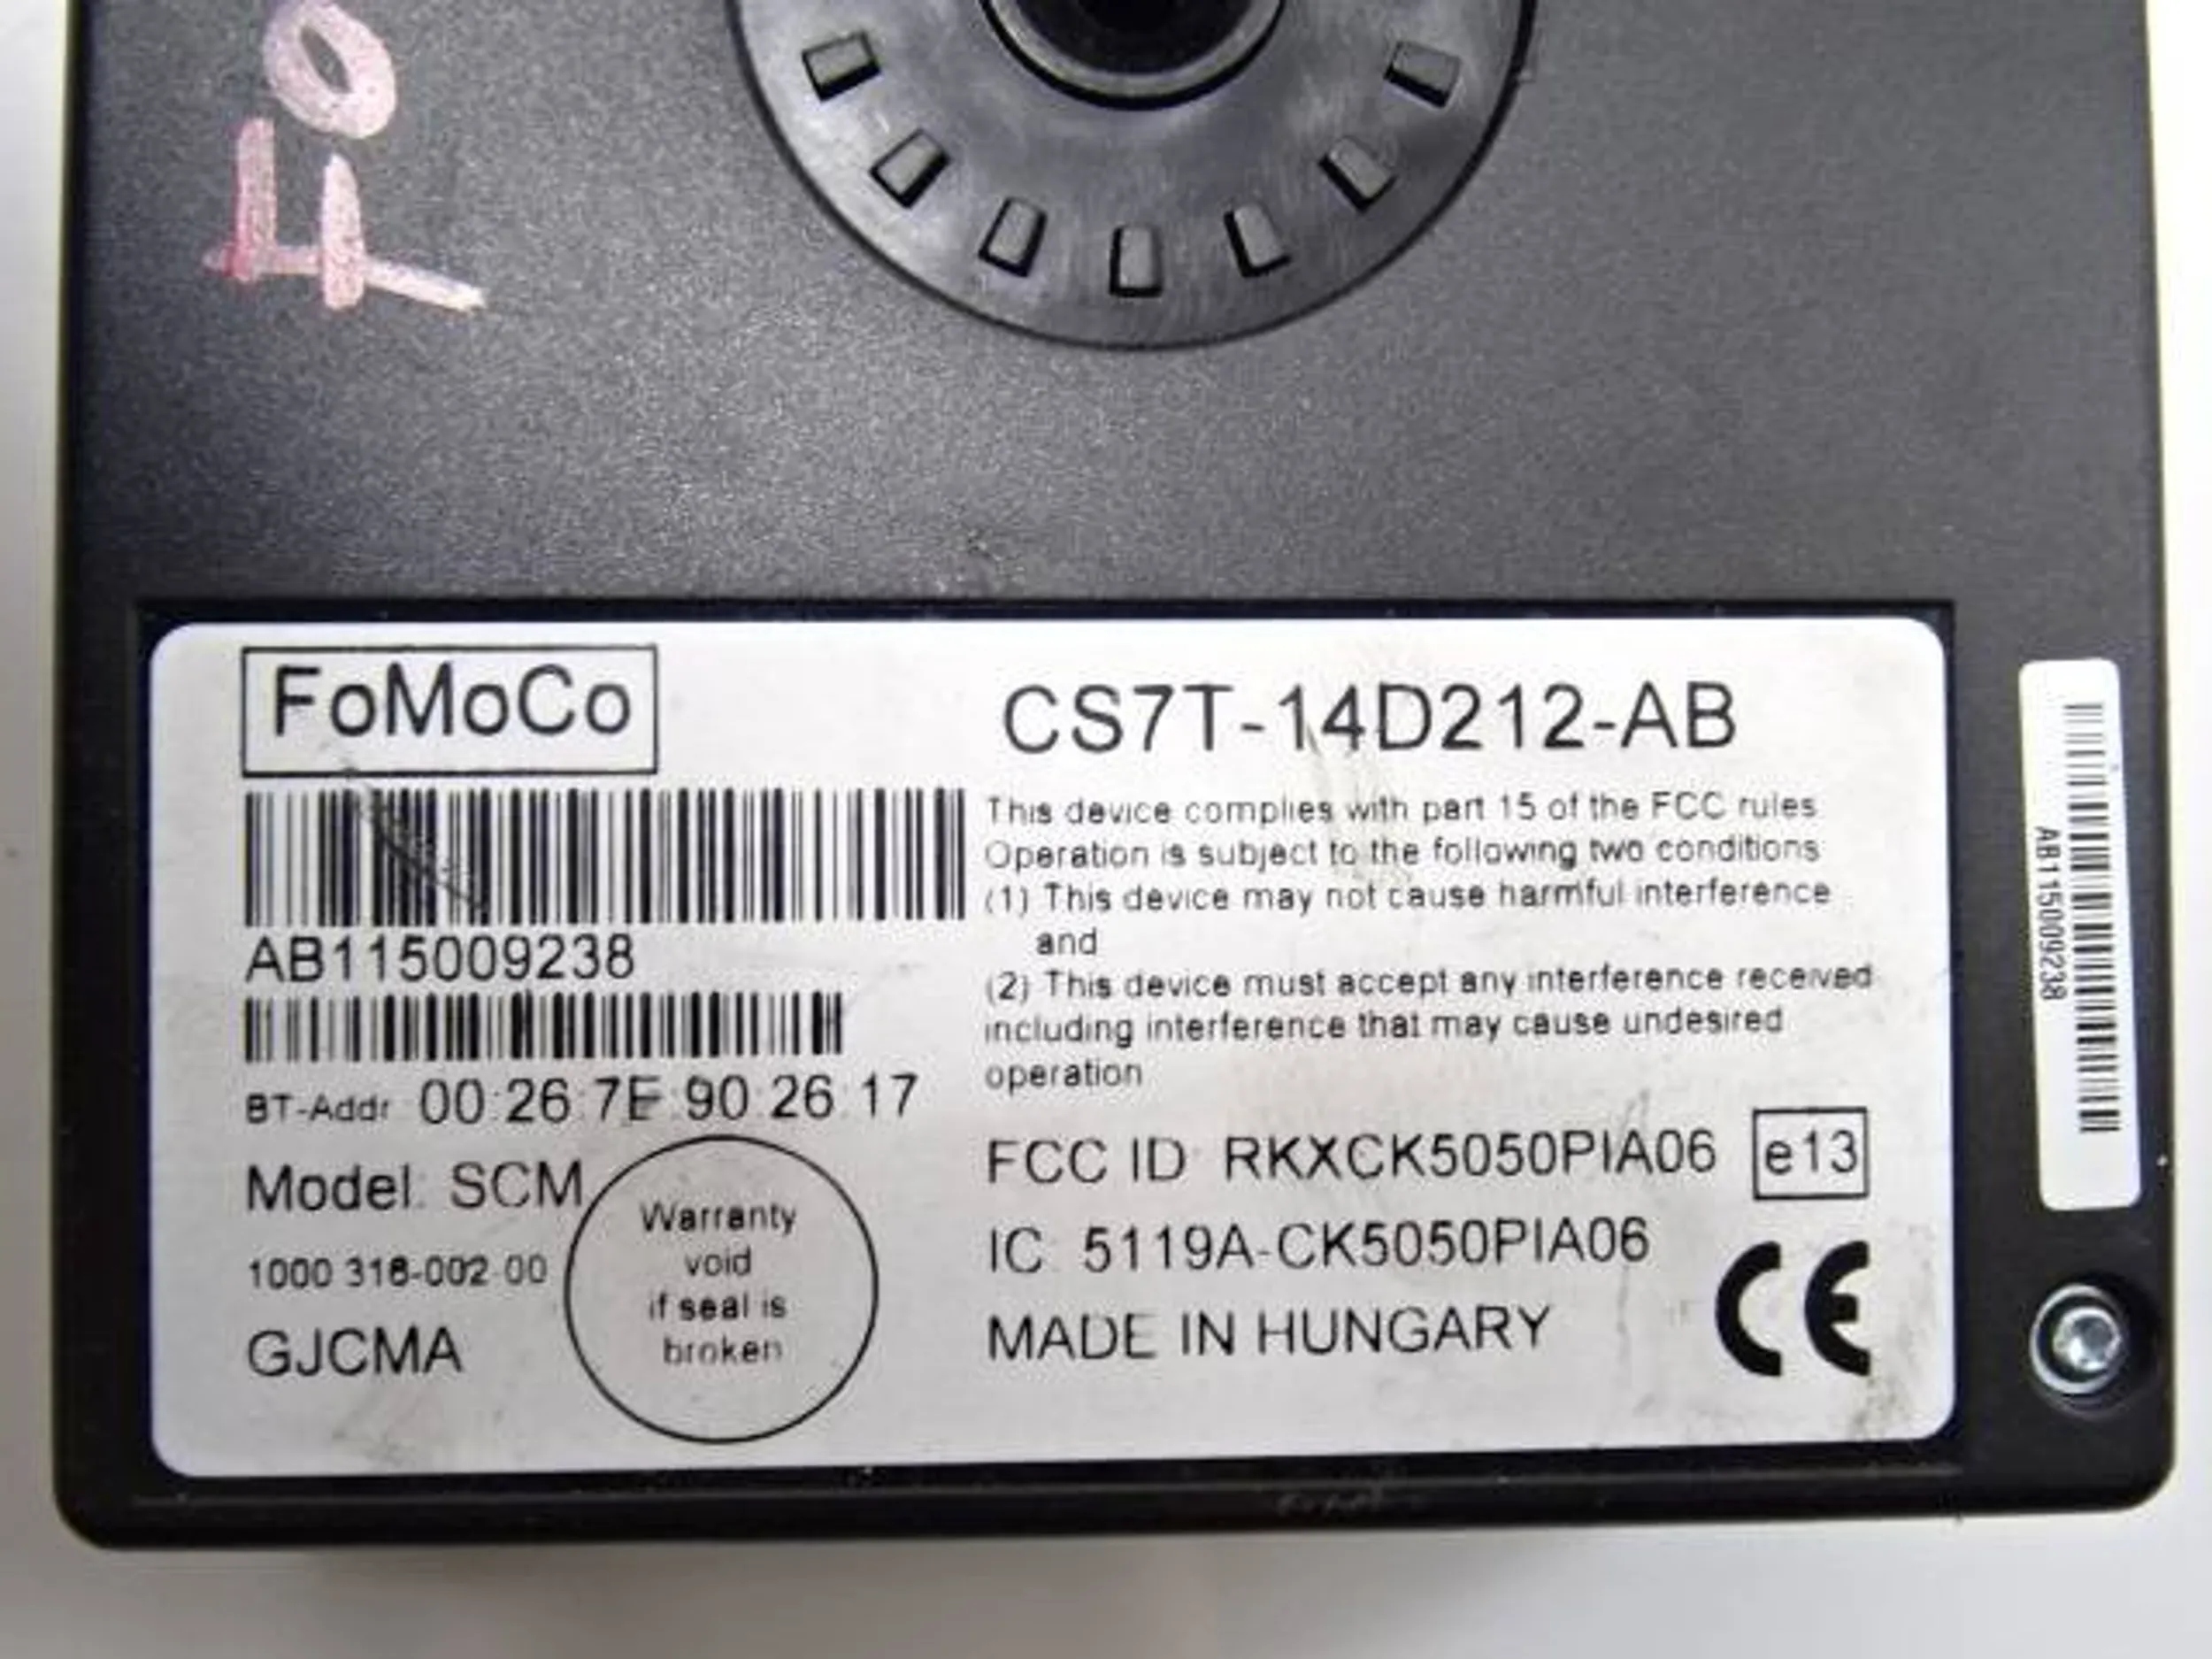 FO
FoMoCo
CS7T-14D212-AB
AB115009238
BT-Addr 00:26:7E:90:26:17
Model: SCM
1000 318-002 00
GJCMA
Warranty
void
if seal is
broken
This device complies with part 15 of the FCC rules
Operation is subject to the following two conditions
(1) This device may not cause harmful interference
and
(2) This device must accept any interference received
including interference that may cause undesired
operation
FCC ID RKXCK5050PIA06
e13
IC 5119A-CK5050PIA06
MADE IN HUNGARY
CE
AB115009238